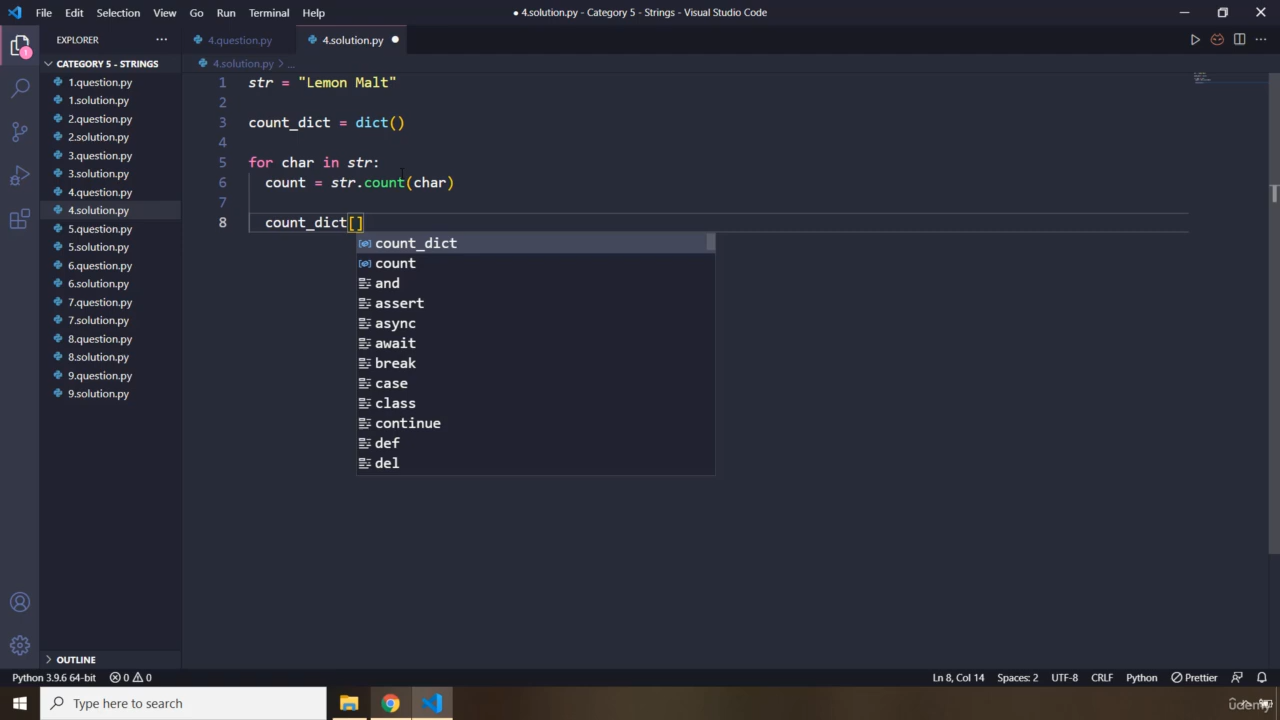 File Edit Selection View Go Run Terminal Help
4.solution.py - Category 5 - Strings - Visual Studio Code
EXPLORER
4.question.py
4.solution.py
1
CATEGORY 5 - STRINGS
1.question.py
1.solution.py
2.question.py
2.solution.py
3.question.py
3.solution.py
4.question.py
4.solution.py
5.question.py
5.solution.py
6.question.py
6.solution.py
7.question.py
7.solution.py
8.question.py
8.solution.py
9.question.py
9.solution.py
OUTLINE
4.solution.py > ...
1 str = "Lemon Malt"
2
3 count_dict = dict()
4
5 for char in str:
6 count = str.count(char)
7
8 count_dict[]
count_dict
count
and
assert
async
await
break
case
class
continue
def
del
Python 3.9.6 64-bit 0 0 Ln 8, Col 14 Spaces: 2 UTF-8 CRLF Python Prettier
Type here to search
udemy